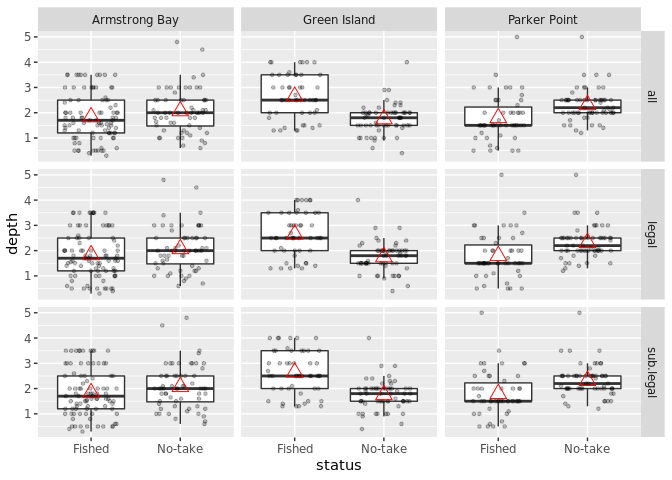 Armstrong Bay Green Island Parker Point
5
4
3
2
1
all
5
4
3
2
1
legal
depth
5
4
3
2
1
sub.legal
Fished No-take Fished No-take Fished No-take
status